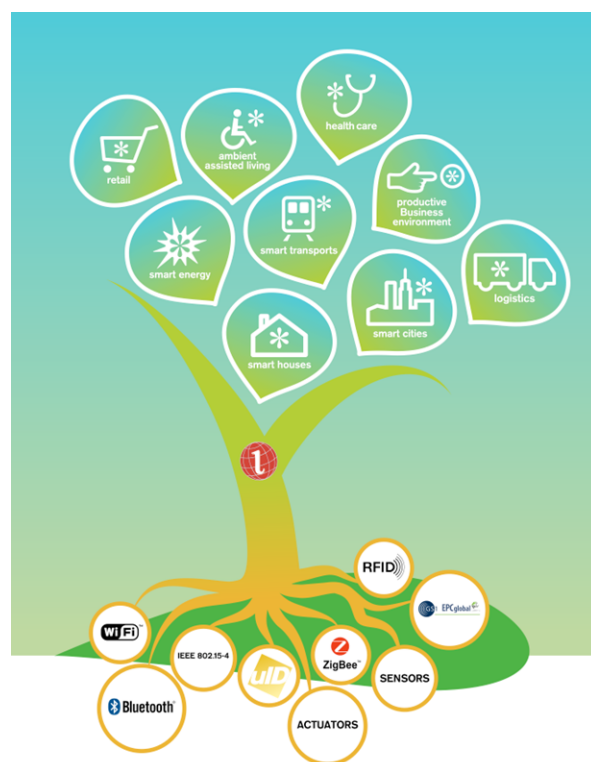 health care
ambient
assisted living
retail
productive
Business
environment
smart transports
smart energy
logistics
smart cities
smart houses
RFID
GS1 EPCglobal
WiFi
IEEE 802.15-4
ZigBee™
uID
SENSORS
Bluetooth
ACTUATORS